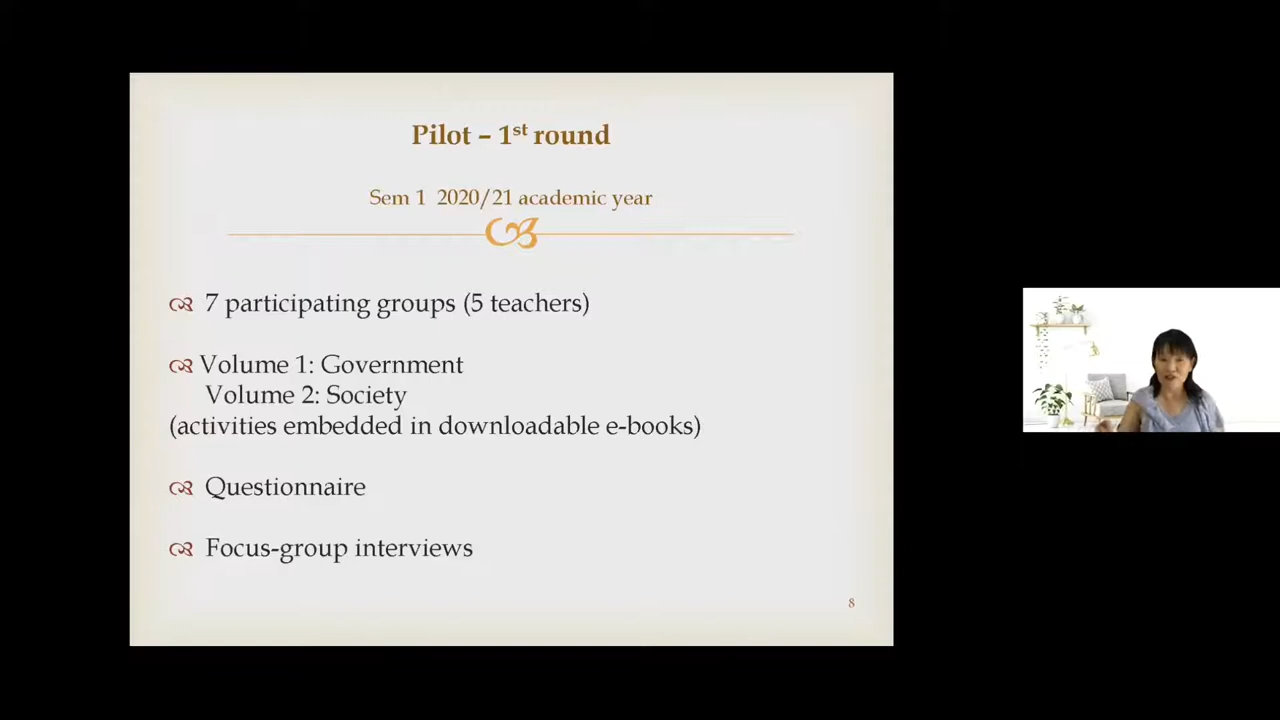 Pilot – 1st round
Sem 1 2020/21 academic year
7 participating groups (5 teachers)
Volume 1: Government
Volume 2: Society
(activities embedded in downloadable e-books)
Questionnaire
Focus-group interviews
8